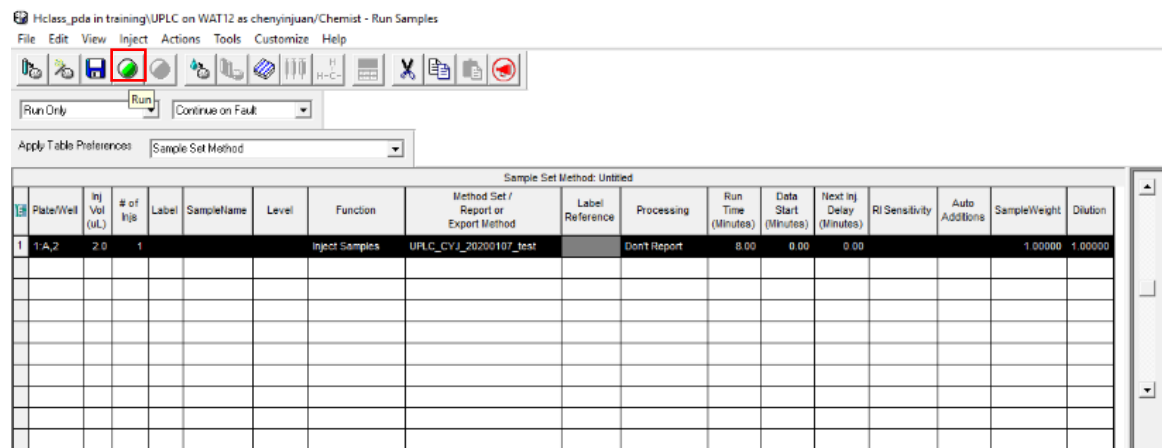 Hclass_pda in training\UPLC on WAT12 as chenyinjuan/Chemist - Run Samples
File Edit View Inject Actions Tools Customize Help
H
H-C-
Run Only Run Continue on Fault
Apply Table Preferences Sample Set Method
Sample Set Method: Untitled
Plate/Well Inj Vol (uL) # of Injs Label SampleName Level Function Method Set / Report or Export Method Label Reference Processing Run Time (Minutes) Data Start (Minutes) Next Inj. Delay (Minutes) RI Sensitivity Auto Additions SampleWeight Dilution
1 1:A,2 2.0 1 Inject Samples UPLC_CYJ_20200107_test Don't Report 8.00 0.00 0.00 1.00000 1.00000